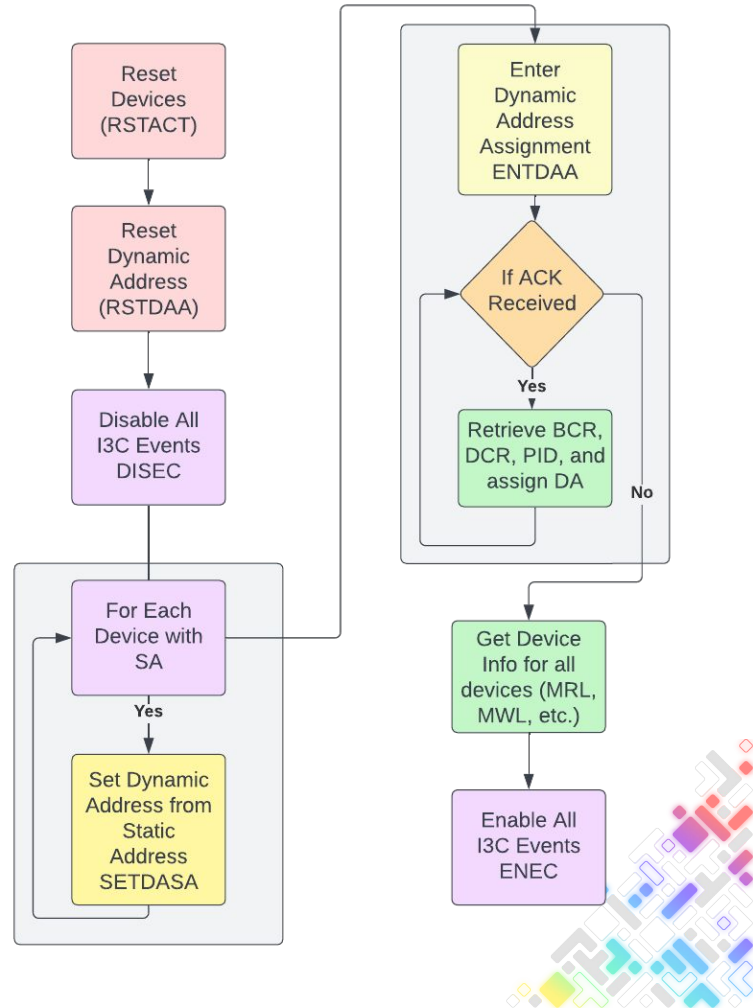 Reset
Devices
(RSTACT)
Reset
Dynamic
Address
(RSTDAA)
Disable All
I3C Events
DISEC
For Each
Device with
SA
Yes
Set Dynamic
Address from
Static
Address
SETDASA
Enter
Dynamic
Address
Assignment
ENTDAA
If ACK
Received
Yes
Retrieve BCR,
DCR, PID, and
assign DA
No
Get Device
Info for all
devices (MRL,
MWL, etc.)
Enable All
I3C Events
ENEC